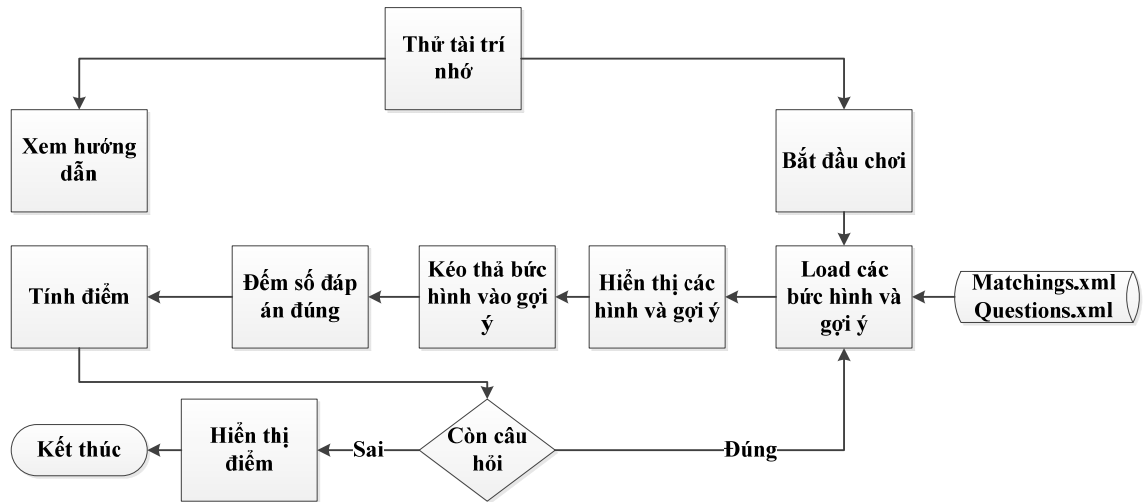 Thử tài trí
nhớ
Xem hướng
dẫn
Bắt đầu chơi
Tính điểm
Đếm số đáp
án đúng
Kéo thả bức
hình vào gợi
ý
Hiển thị các
hình và gợi ý
Load các
bức hình và
gợi ý
Matchings.xml
Questions.xml
Kết thúc
Hiển thị
điểm
Sai
Còn câu
hỏi
Đúng